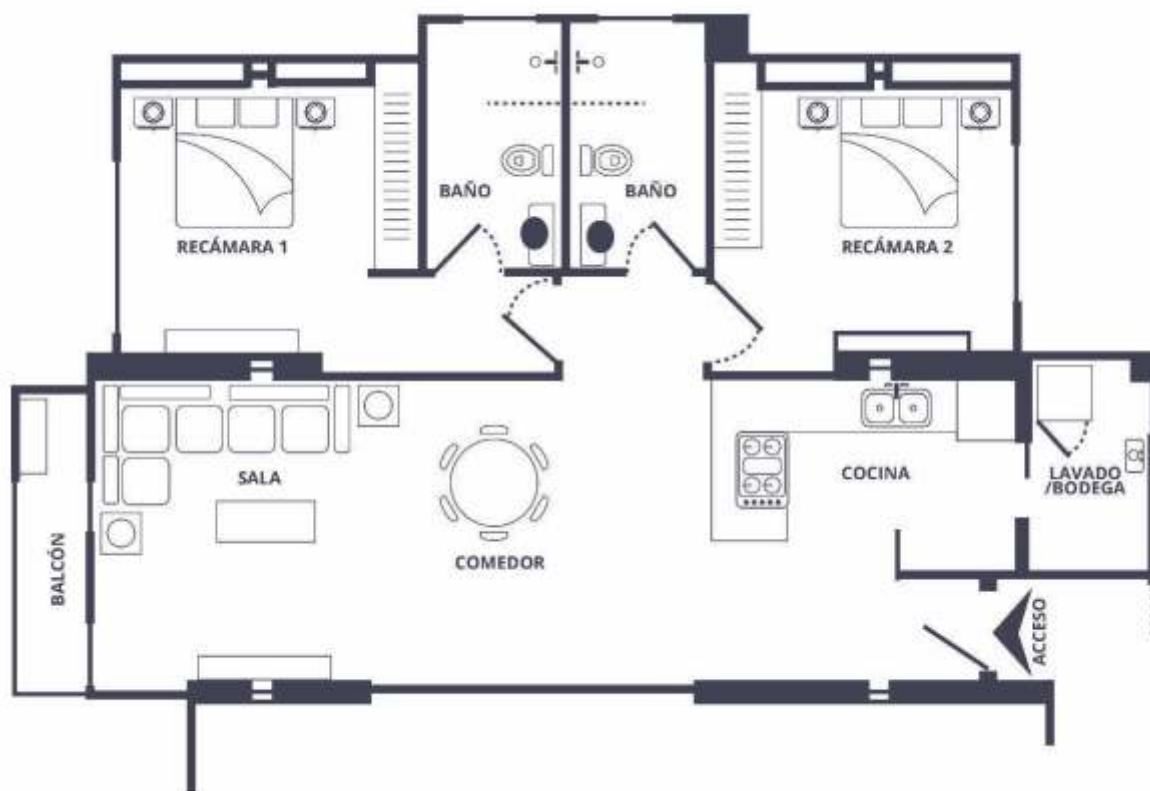 BAÑO
BAÑO
RECÁMARA 1
RECÁMARA 2
SALA
COCINA
LAVADO
/BODEGA
COMEDOR
BALCÓN
ACCESO